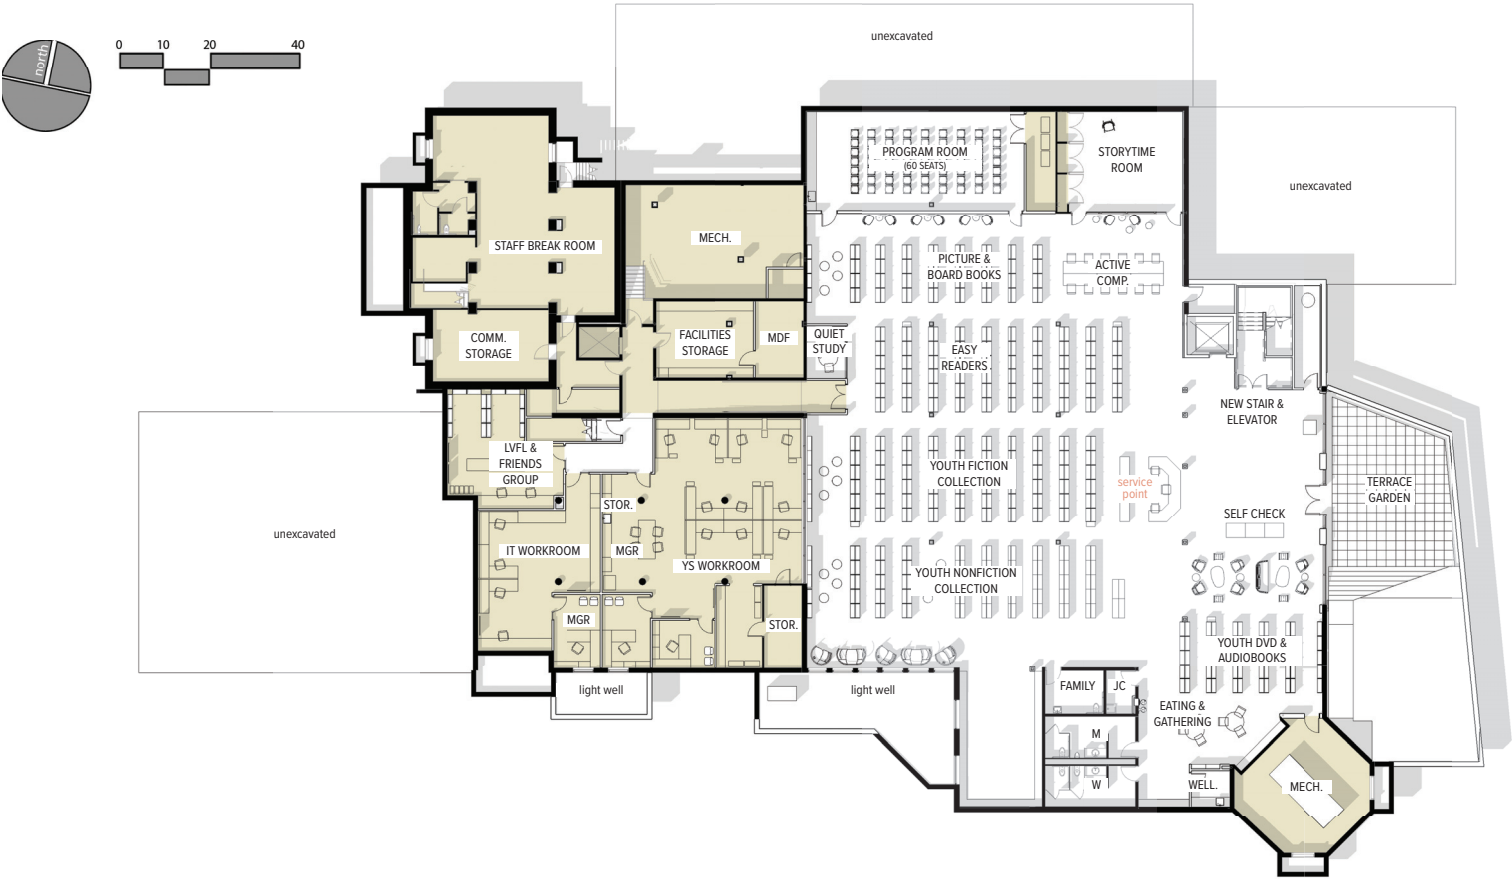 unexcavated
0 10 20 40
north
PROGRAM ROOM
(60 SEATS)
STORYTIME
ROOM
unexcavated
STAFF BREAK ROOM
MECH.
PICTURE &
BOARD BOOKS
ACTIVE
COMP.
COMM.
STORAGE
FACILITIES
STORAGE
MDF
QUIET
STUDY
EASY
READERS
NEW STAIR &
ELEVATOR
LVFL &
FRIENDS
GROUP
YOUTH FICTION
COLLECTION
service
point
TERRACE
GARDEN
STOR.
SELF CHECK
unexcavated
IT WORKROOM
MGR
YS WORKROOM
YOUTH NONFICTION
COLLECTION
MGR
STOR.
YOUTH DVD &
AUDIOBOOKS
light well
light well
FAMILY
JC
EATING &
GATHERING
M
W
WELL.
MECH.